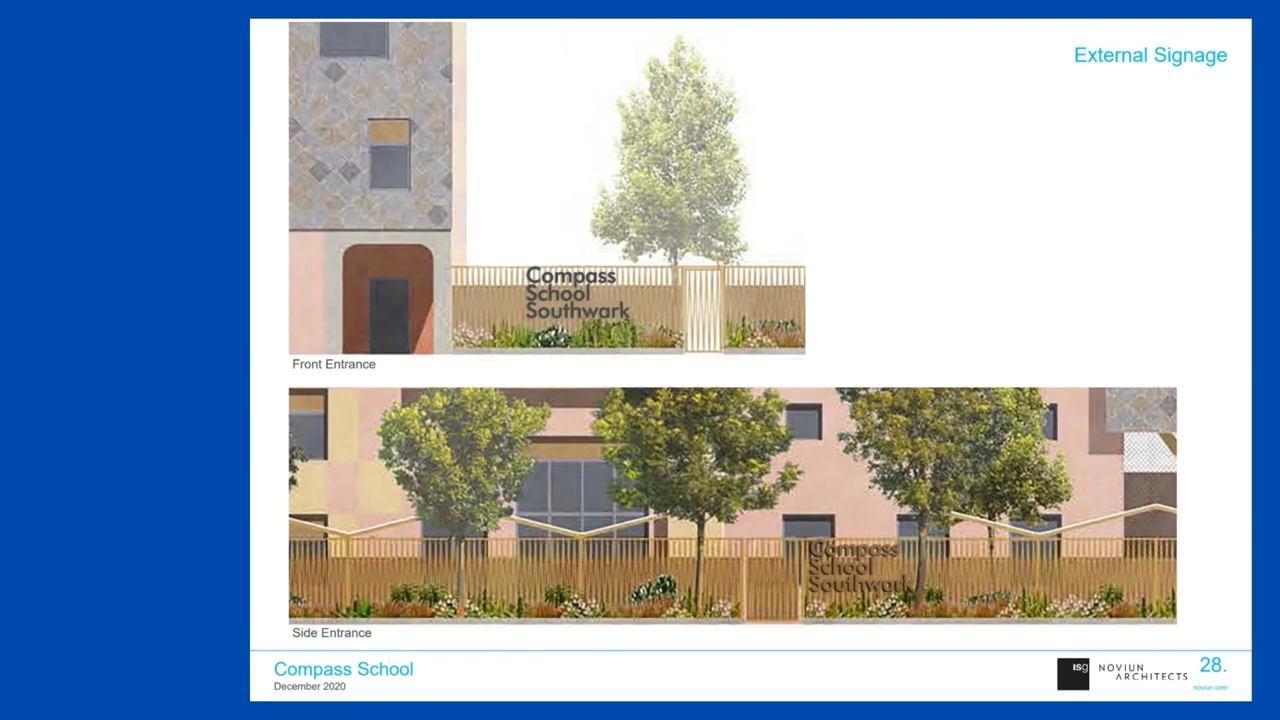 External Signage
Compass
School
Southwark
Front Entrance
Compass
School
Southwork
Side Entrance
Compass School
December 2020
ISG
NOVIUN
ARCHITECTS
28.
noviun.com